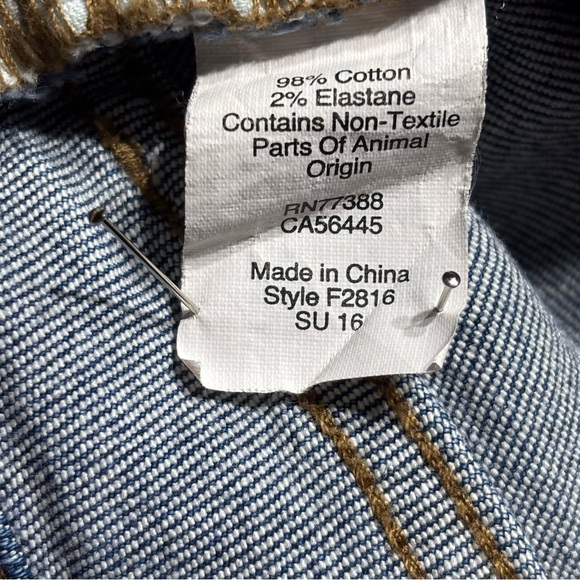 98% Cotton
2% Elastane
Contains Non-Textile
Parts Of Animal
Origin
RN77388
CA56445
Made in China
Style F2816
SU 16